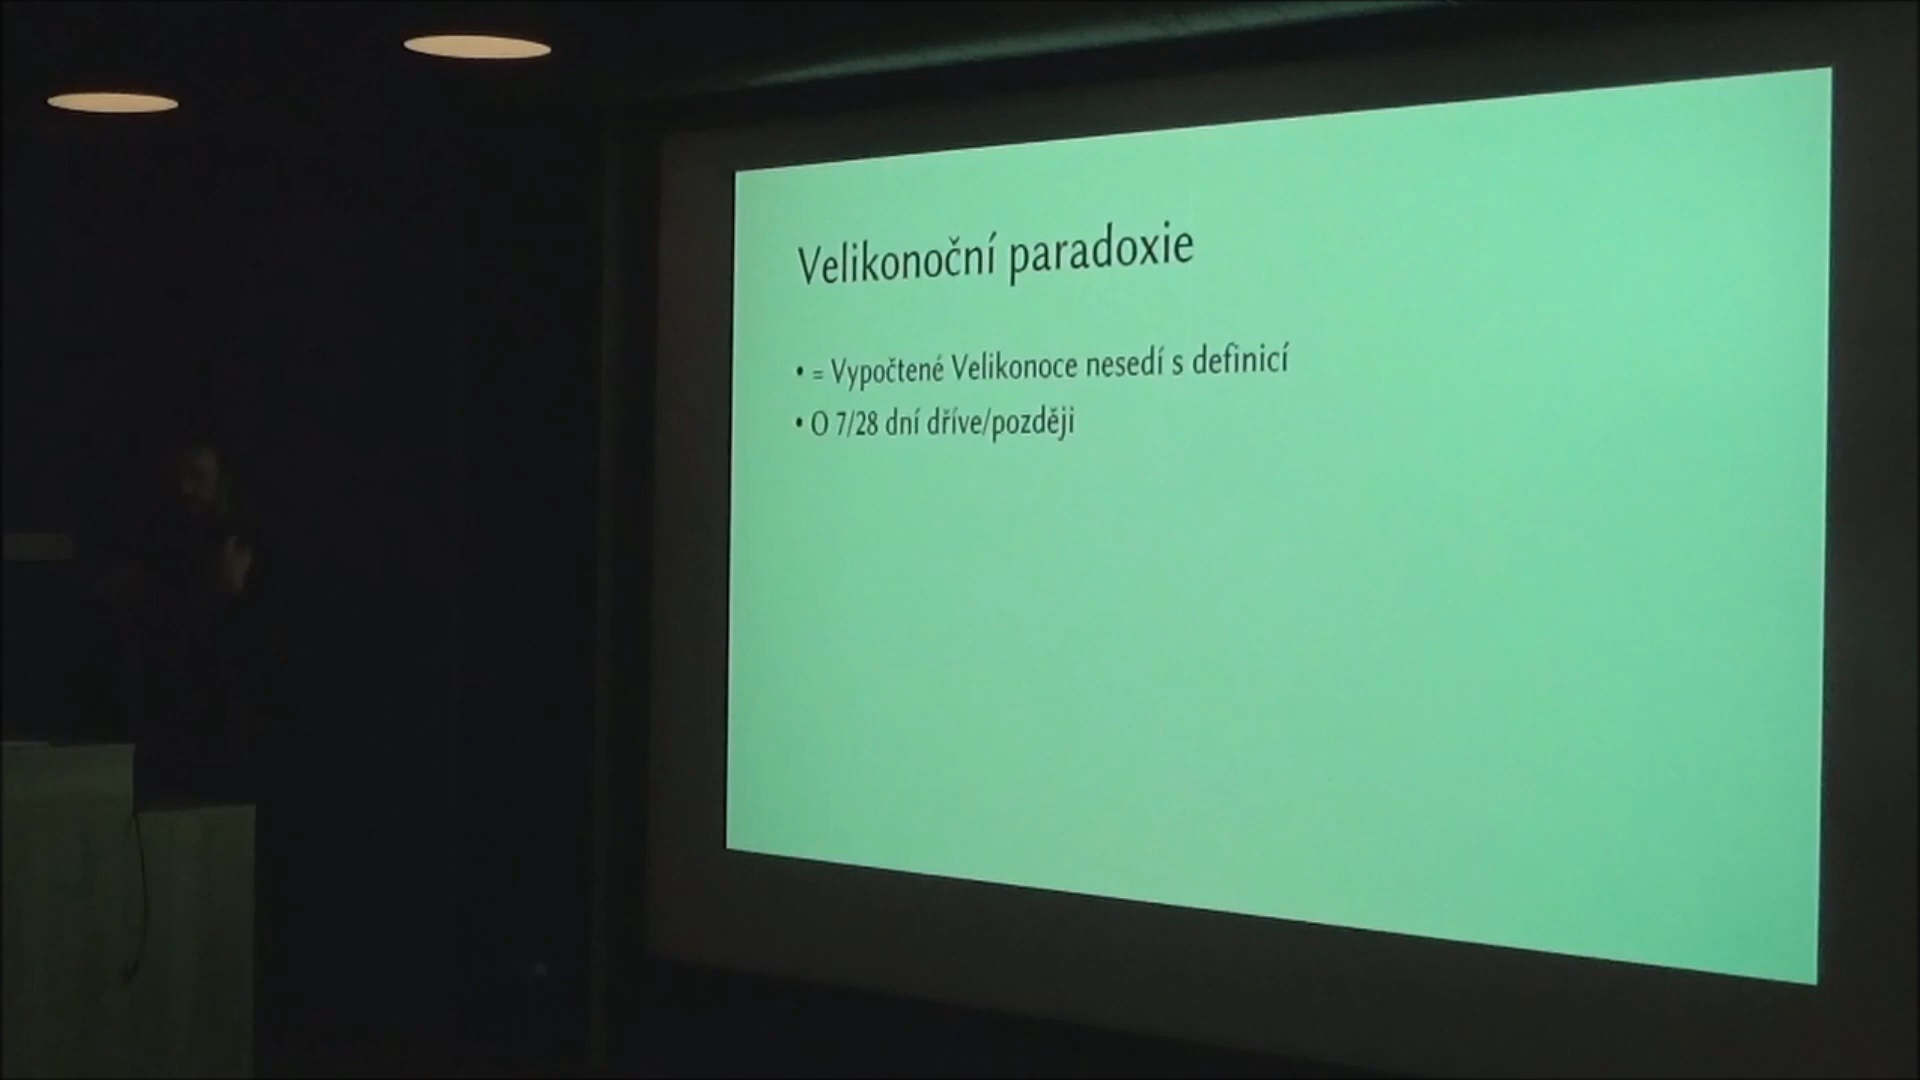 Velikonoční paradoxie
• = Vypočtené Velikonoce nesedí s definicí
• O 7/28 dní dříve/později